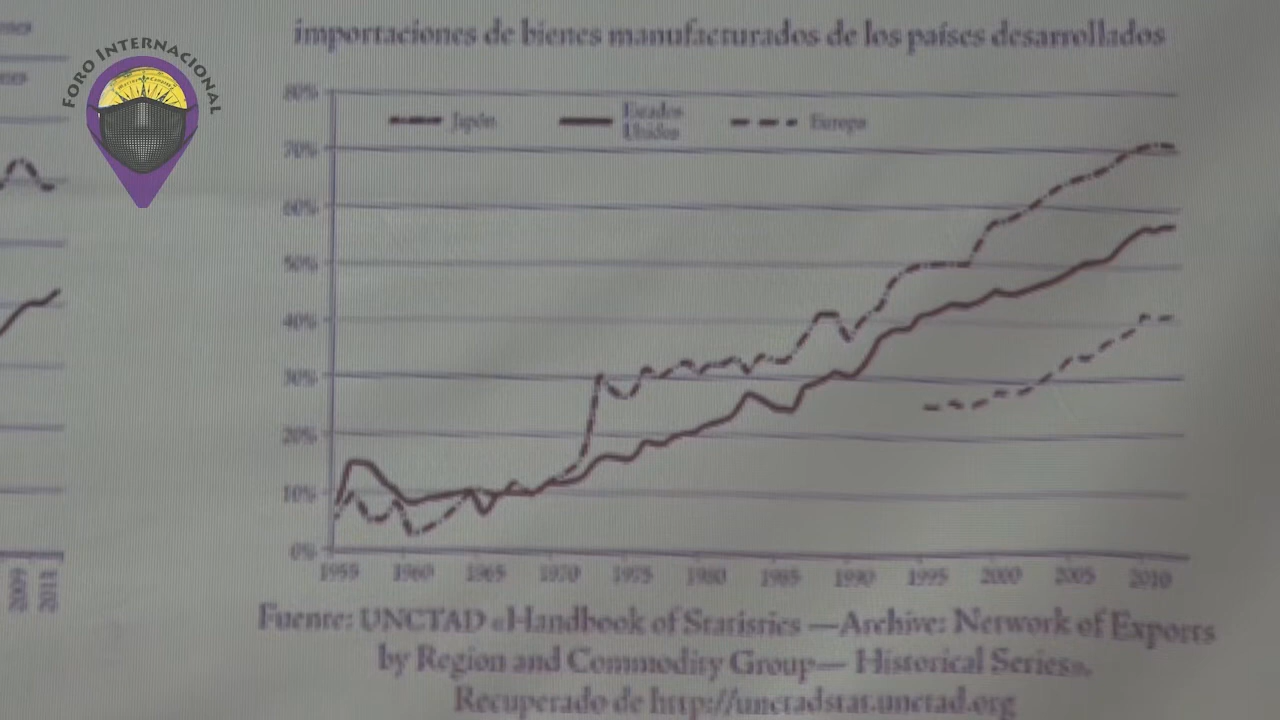 FORO INTERNACIONAL
importaciones de bienes manufacturados de los países desarrollados
80%
Japón
Estados
Unidos
Europa
70%
60%
50%
40%
30%
20%
10%
0%
1955 1960 1965 1970 1975 1980 1985 1990 1995 2000 2005 2010
2009
2011
Fuente: UNCTAD «Handbook of Statistics —Archive: Network of Exports
by Region and Commodity Group— Historical Series».
Recuperado de http://unctadstat.unctad.org